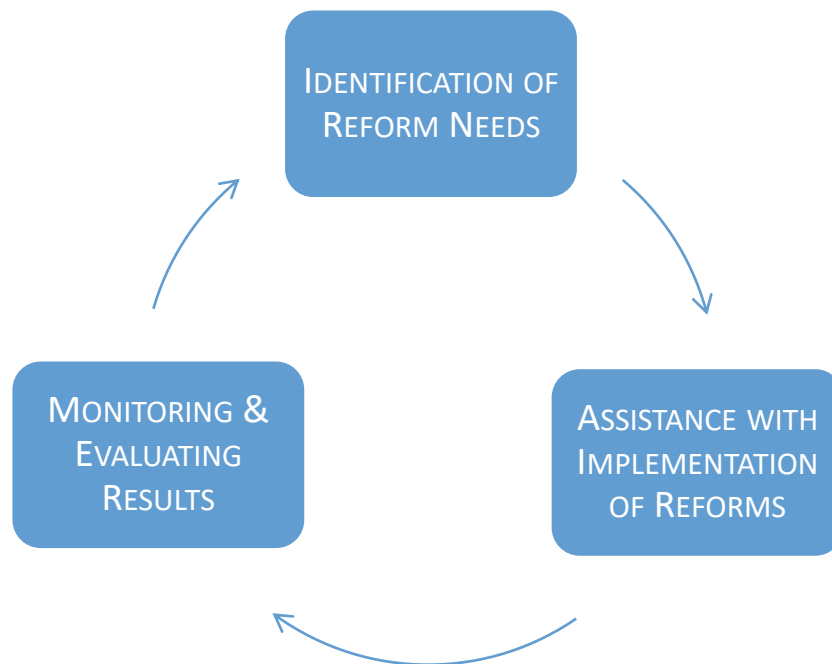 IDENTIFICATION OF
REFORM NEEDS
ASSISTANCE WITH
IMPLEMENTATION
OF REFORMS
MONITORING &
EVALUATING
RESULTS